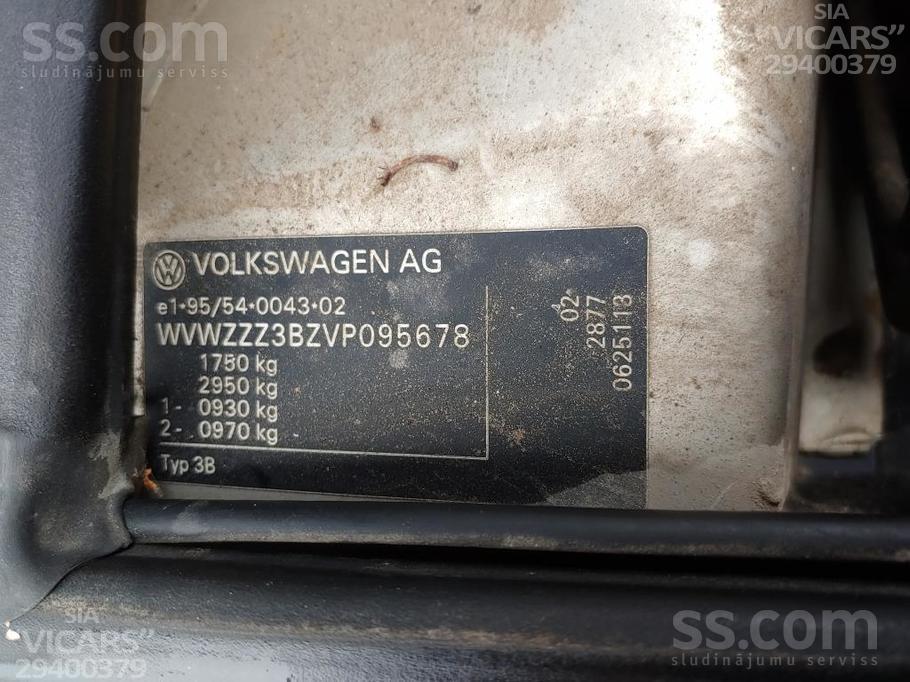 ss.com
sludinājumu serviss
SIA
"VICARS”
29400379
VOLKSWAGEN AG
e1*95/54*0043*02
WVWZZZ3BZVP095678
1750 kg
2950 kg
1- 0930 kg
2- 0970 kg
Typ 3B
02
2877
0625113
SIA
"VICARS”
29400379
ss.com
sludinājumu serviss